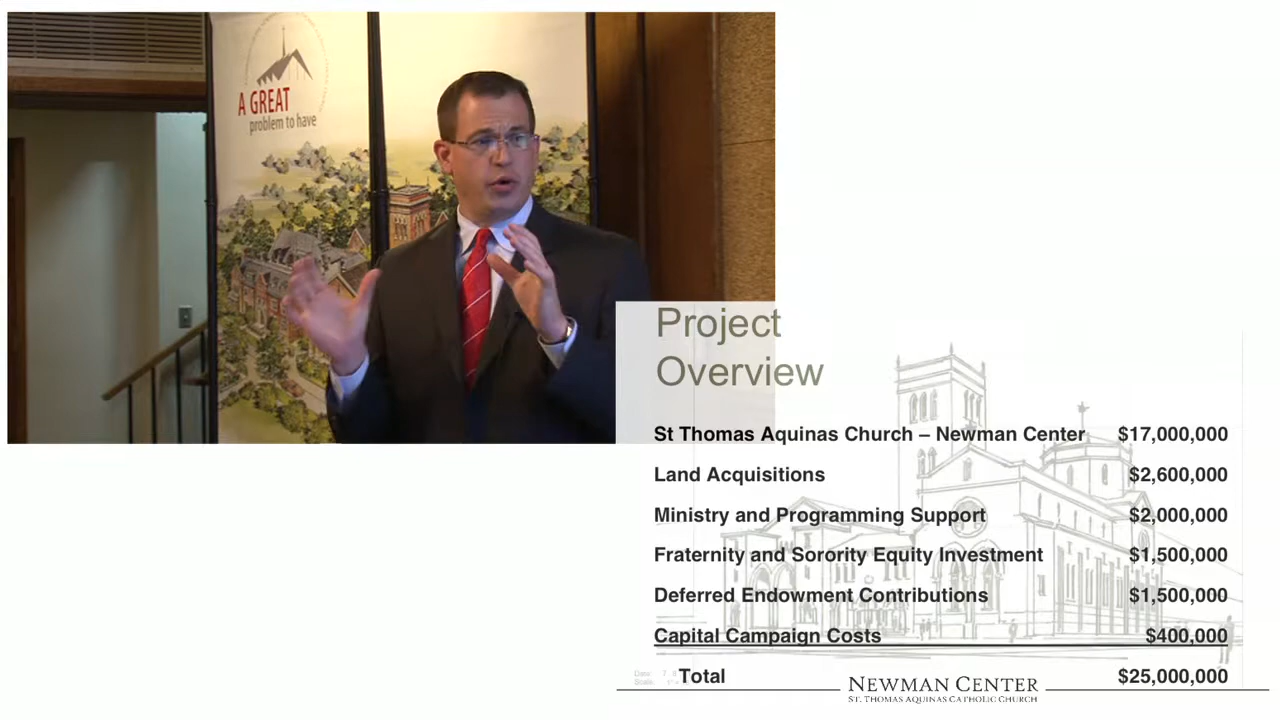 A GREAT
problem to have
Project
Overview
St Thomas Aquinas Church – Newman Center $17,000,000
Land Acquisitions $2,600,000
Ministry and Programming Support $2,000,000
Fraternity and Sorority Equity Investment $1,500,000
Deferred Endowment Contributions $1,500,000
Capital Campaign Costs $400,000
Total $25,000,000
NEWMAN CENTER
ST. THOMAS AQUINAS CATHOLIC CHURCH